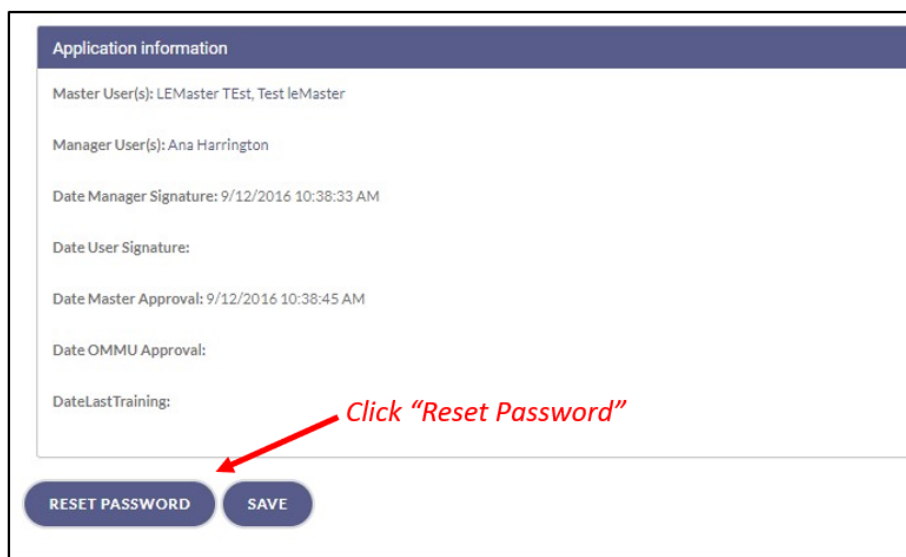 Application information
Master User(s): LEMaster TEst, Test leMaster
Manager User(s): Ana Harrington
Date Manager Signature: 9/12/2016 10:38:33 AM
Date User Signature:
Date Master Approval: 9/12/2016 10:38:45 AM
Date OMMU Approval:
DateLastTraining:
Click “Reset Password”
RESET PASSWORD SAVE